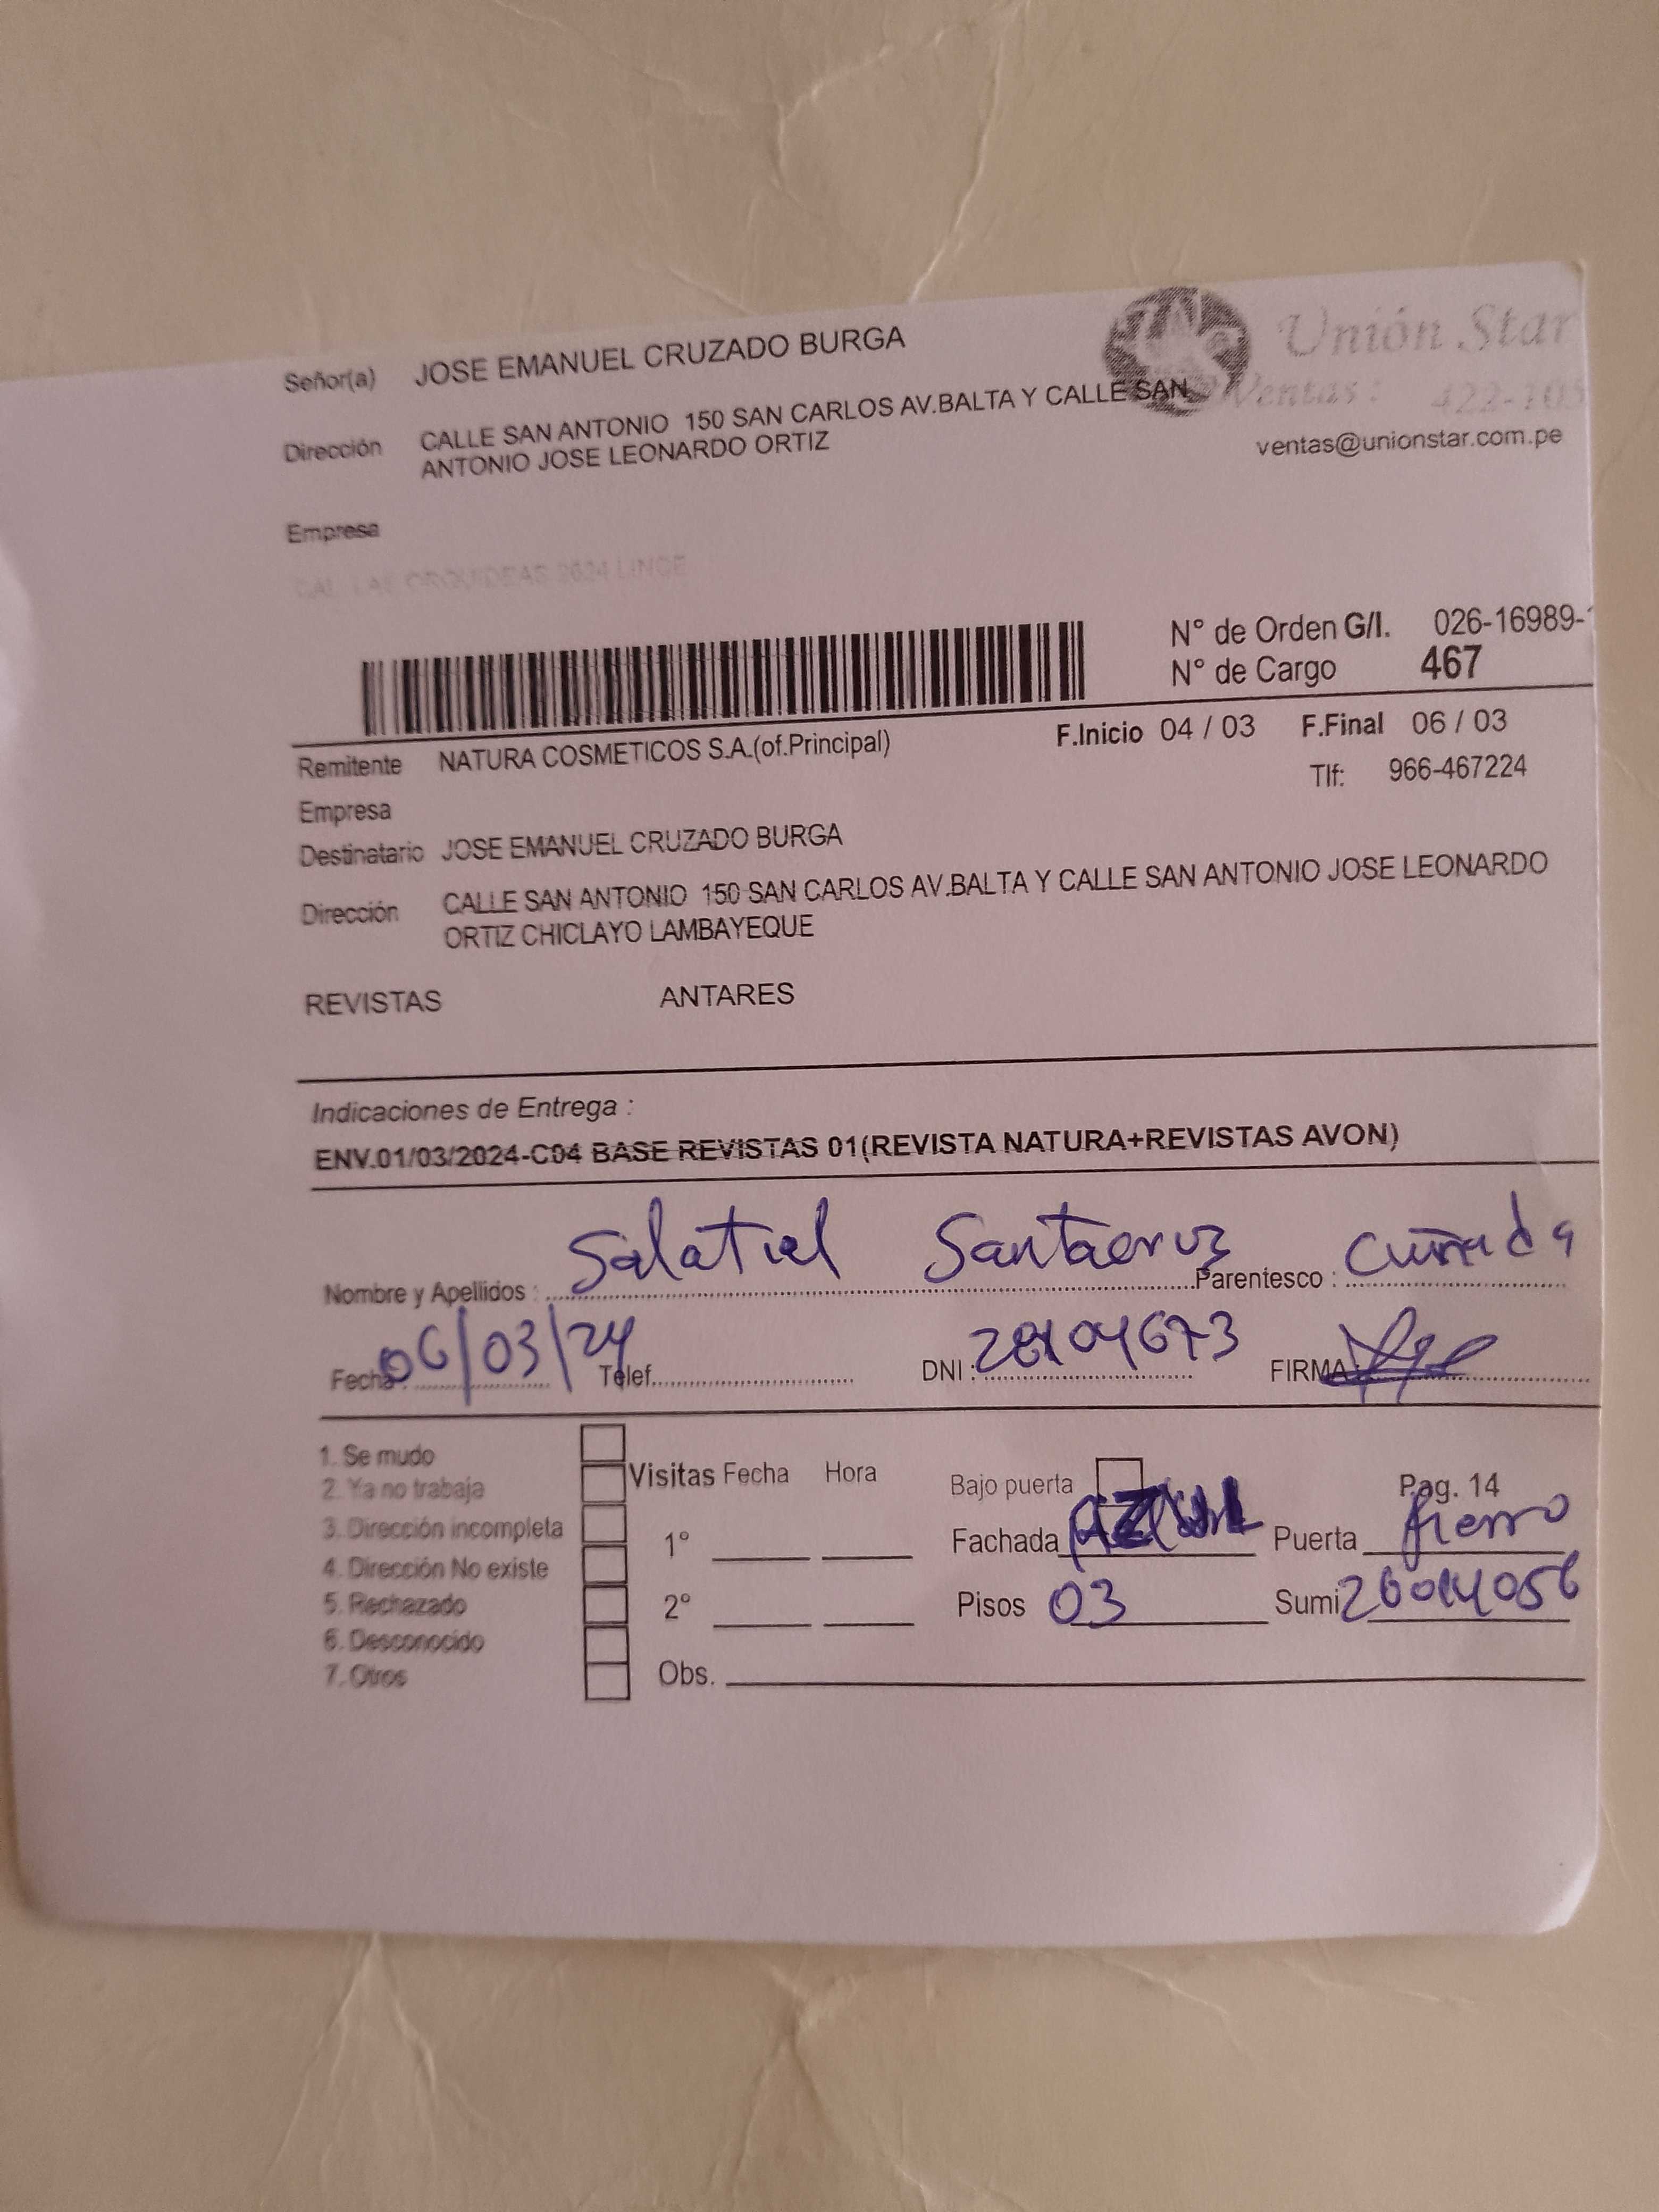 Señor(a) JOSE EMANUEL CRUZADO BURGA
Unión Star
Dirección CALLE SAN ANTONIO 150 SAN CARLOS AV.BALTA Y CALLE SAN
ANTONIO JOSE LEONARDO ORTIZ
Ventas : 422-105
ventas@unionstar.com.pe
Empresa
ORQUIDEAS 2624 LINCE
N° de Orden G/I. 026-16989-
N° de Cargo 467
F.Inicio 04 / 03 F.Final 06 / 03
Remitente NATURA COSMETICOS S.A.(of.Principal)
Tlf: 966-467224
Empresa
Destinatario JOSE EMANUEL CRUZADO BURGA
Dirección CALLE SAN ANTONIO 150 SAN CARLOS AV.BALTA Y CALLE SAN ANTONIO JOSE LEONARDO
ORTIZ CHICLAYO LAMBAYEQUE
REVISTAS ANTARES
Indicaciones de Entrega :
ENV.01/03/2024-C04 BASE REVISTAS 01(REVISTA NATURA+REVISTAS AVON)
Nombre y Apellidos : Salatiel Santacruz Parentesco : Cuñada
Fecha : 06/03/24 Telef. DNI : FIRMA :
1. Se mudo
2. Ya no trabaja
3. Dirección incompleta
4. Dirección No existe
5. Rechazado
6. Desconocido
7. Otros
Visitas Fecha Hora
1°
2°
Obs.
Bajo puerta Pag. 14
Fachada Puerta fierro
Pisos 03 Sumi 26014056